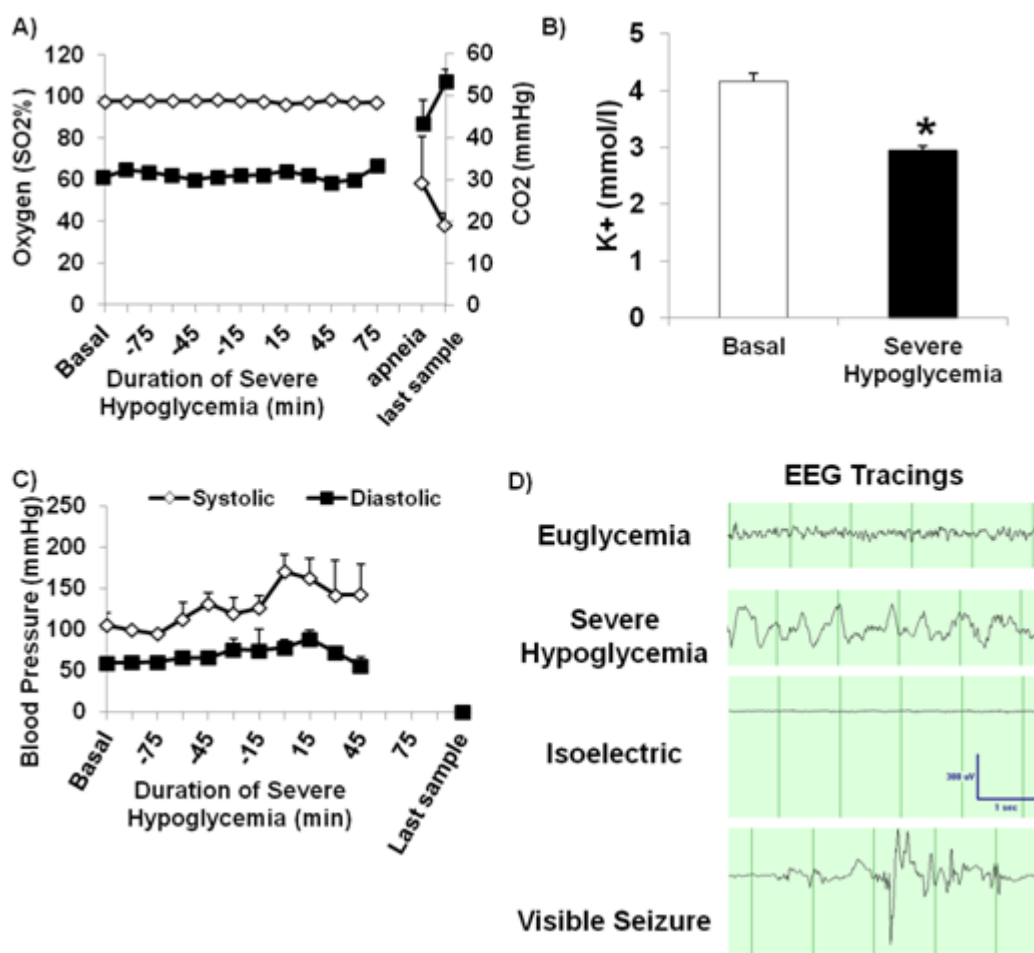 A)
120
100
80
60
40
20
0
Oxygen (SO2%)
60
50
40
30
20
10
0
CO2 (mmHg)
Basal
-75
-45
-15
15
45
75
apneia
last sample
Duration of Severe
Hypoglycemia (min)
B)
5
4
3
2
1
0
K+ (mmol/l)
*
Basal
Severe
Hypoglycemia
C)
Systolic
Diastolic
250
200
150
100
50
0
Blood Pressure (mmHg)
Basal
-75
-45
-15
15
45
75
Last sample
Duration of Severe
Hypoglycemia (min)
D)
EEG Tracings
Euglycemia
Severe
Hypoglycemia
Isoelectric
300 uV
1 sec
Visible Seizure